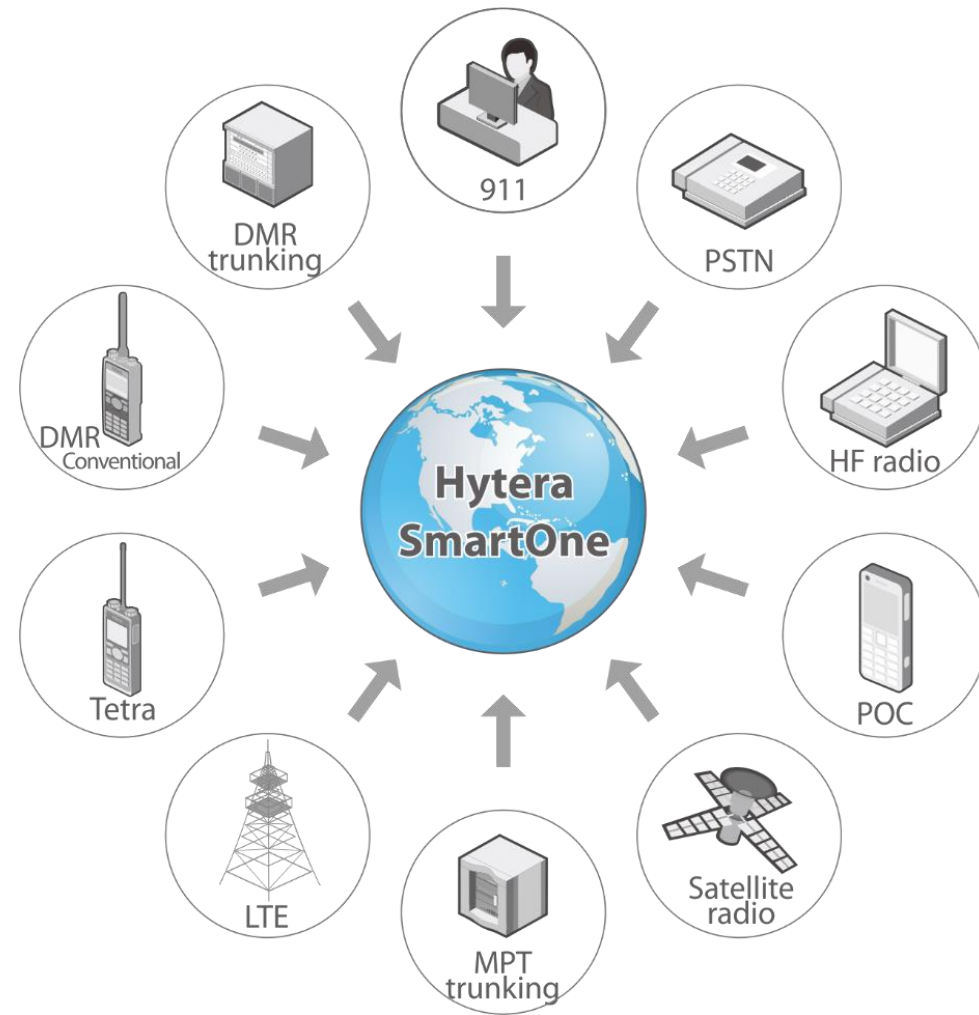 911
DMR
trunking
PSTN
DMR
Conventional
HF radio
Hytera
SmartOne
Tetra
POC
LTE
Satellite
radio
MPT
trunking